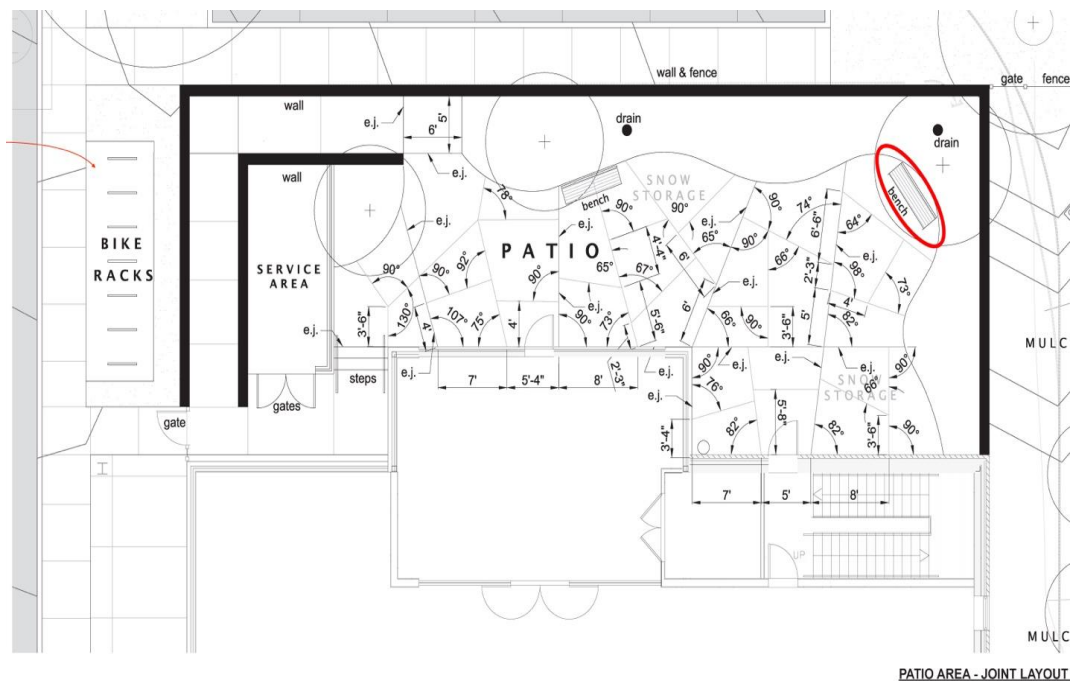 wall & fence
gate
fence
wall
e.j.
6'
5'
drain
drain
e.j.
wall
78°
bench
SNOW
STORAGE
bench
90°
90°
e.j.
90°
74°
6'-6"
64°
BIKE
RACKS
SERVICE
AREA
PATIO
e.j.
e.j.
4'-4"
6'
65°
90°
66°
e.j.
90°
90°
92°
90°
65°
67°
e.j.
2'-3"
98°
73°
130°
3'-6"
4'
107°
75°
4'
e.j.
90°
73°
5'-6"
6'
66°
90°
3'-9"
5'
4'
82°
MULC
e.j.
steps
e.j.
7'
5'-4"
8'
2'-3"
e.j.
90°
e.j.
e.j.
e.j.
90°
gates
gate
76°
e.j.
66°
SNOW
STORAGE
82°
5'-8"
82°
3'-9"
90°
3'-4"
H
7'
5'
8'
UP
MULC
PATIO AREA - JOINT LAYOUT